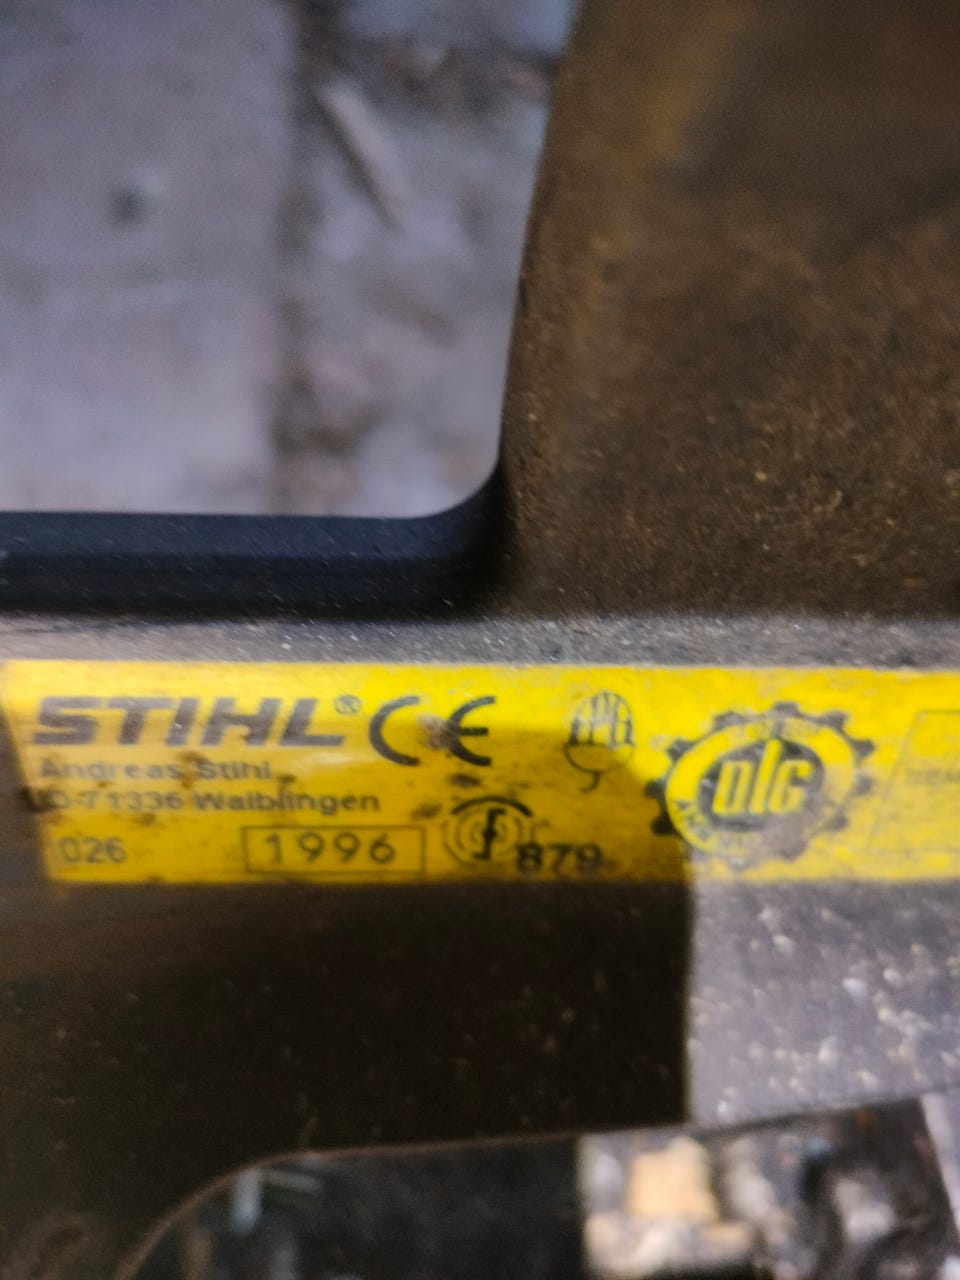 STIHL® CE
Andreas Stihl
D-71336 Waiblingen
026 1996 879
DLG